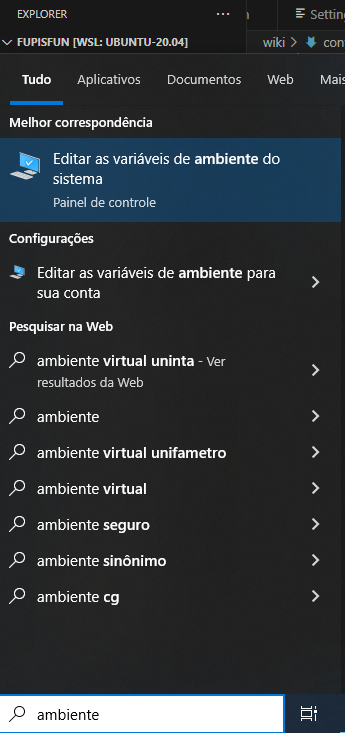 EXPLORER ···
Setting
FUPISFUN [WSL: UBUNTU-20.04]
wiki > con
Tudo Aplicativos Documentos Web Mais
Melhor correspondência
Editar as variáveis de ambiente do
sistema
Painel de controle
Configurações
Editar as variáveis de ambiente para
sua conta
Pesquisar na Web
ambiente virtual uninta - Ver
resultados da Web
ambiente
ambiente virtual unifametro
ambiente virtual
ambiente seguro
ambiente sinônimo
ambiente cg
ambiente